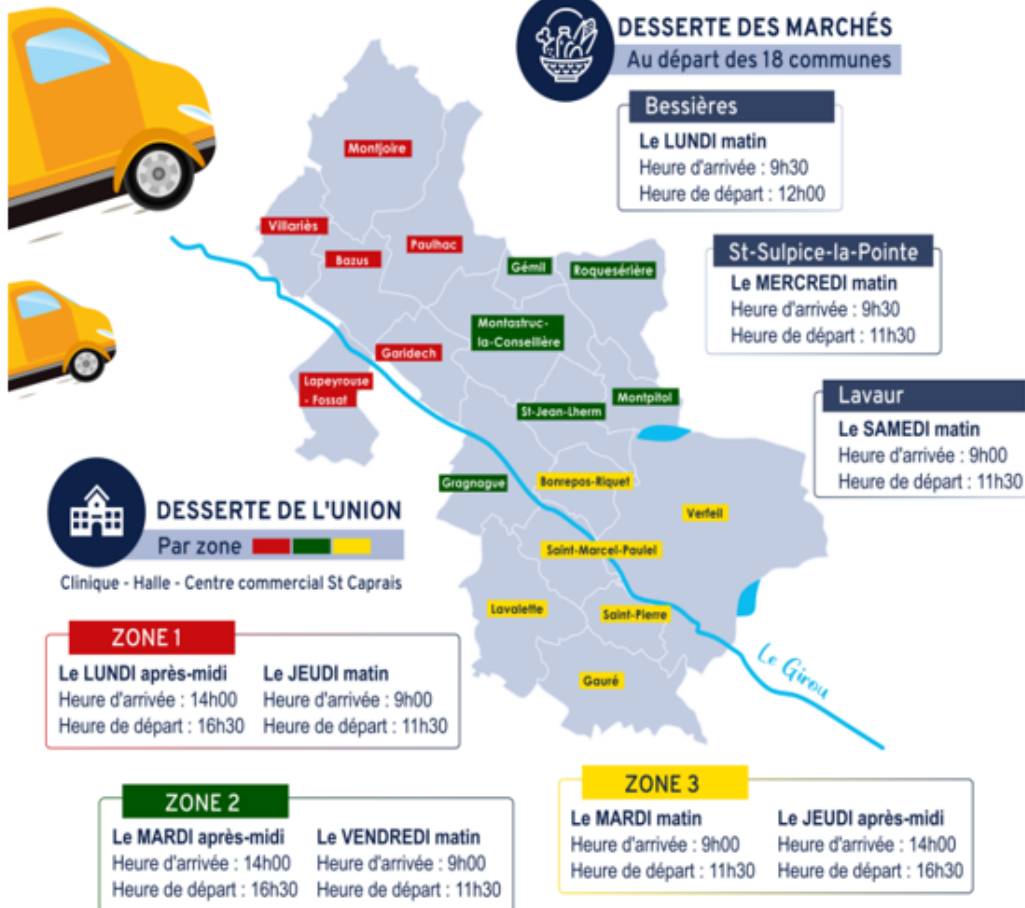 DESSERTE DES MARCHÉS
Au départ des 18 communes
Bessières
Le LUNDI matin
Heure d'arrivée : 9h30
Heure de départ : 12h00
St-Sulpice-la-Pointe
Le MERCREDI matin
Heure d'arrivée : 9h30
Heure de départ : 11h30
Lavaur
Le SAMEDI matin
Heure d'arrivée : 9h00
Heure de départ : 11h30
Montjoire
Villariès
Bazus
Paulhac
Gémil
Roquesérière
Montastruc-
la-Conseillère
Garidech
Lapeyrouse
- Fossat
St-Jean-Lherm
Montpitol
Gragnague
Bonrepos-Riquet
Verfeil
Saint-Marcel-Paulel
Lavalette
Saint-Pierre
Gauré
Le Girou
DESSERTE DE L'UNION
Par zone
Clinique - Halle - Centre commercial St Caprais
ZONE 1
Le LUNDI après-midi
Heure d'arrivée : 14h00
Heure de départ : 16h30
Le JEUDI matin
Heure d'arrivée : 9h00
Heure de départ : 11h30
ZONE 2
Le MARDI après-midi
Heure d'arrivée : 14h00
Heure de départ : 16h30
Le VENDREDI matin
Heure d'arrivée : 9h00
Heure de départ : 11h30
ZONE 3
Le MARDI matin
Heure d'arrivée : 9h00
Heure de départ : 11h30
Le JEUDI après-midi
Heure d'arrivée : 14h00
Heure de départ : 16h30